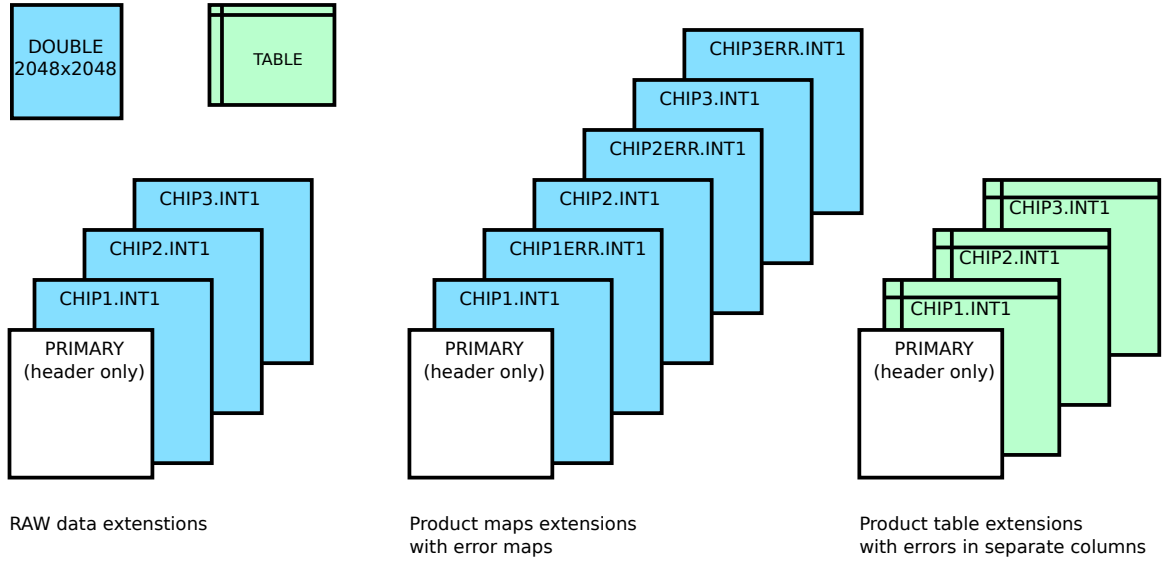 DOUBLE
2048x2048
TABLE
CHIP3.INT1
CHIP2.INT1
CHIP1.INT1
PRIMARY
(header only)
RAW data extenstions
CHIP3ERR.INT1
CHIP3.INT1
CHIP2ERR.INT1
CHIP2.INT1
CHIP1ERR.INT1
CHIP1.INT1
PRIMARY
(header only)
Product maps extensions
with error maps
CHIP3.INT1
CHIP2.INT1
CHIP1.INT1
PRIMARY
(header only)
Product table extensions
with errors in separate columns